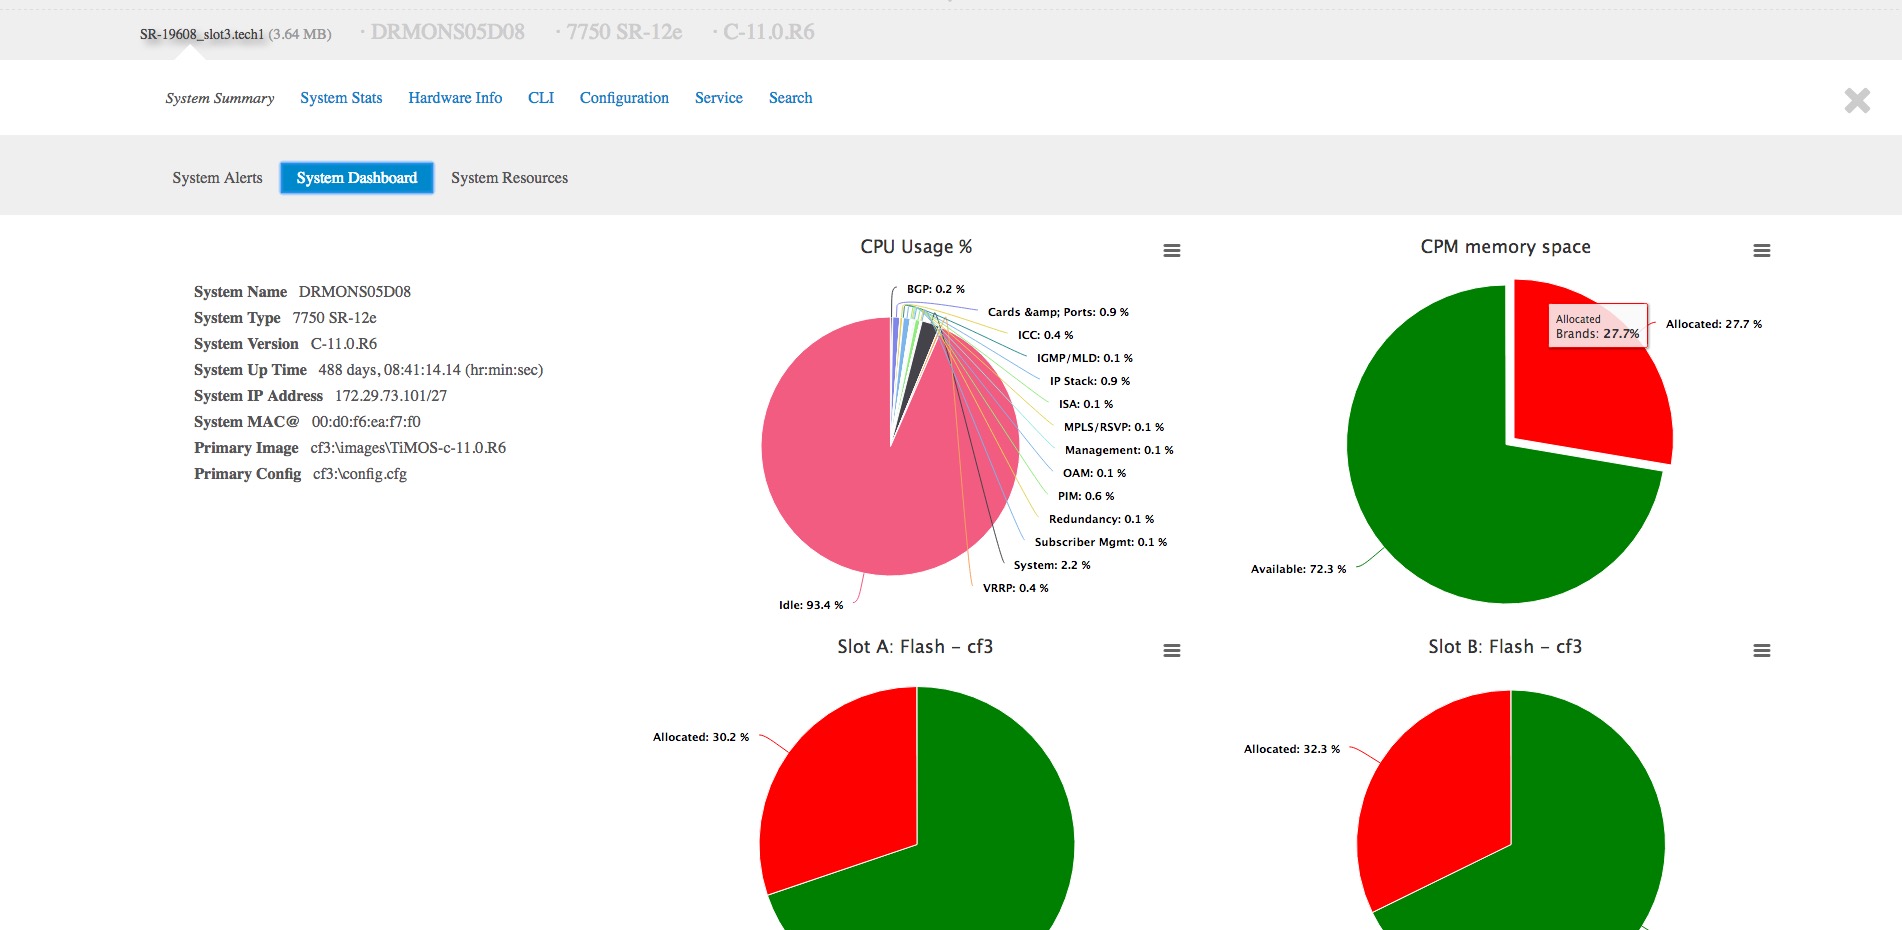 SR-19608_slot3.tech1 (3.64 MB) · DRMONS05D08 · 7750 SR-12e · C-11.0.R6
System Summary System Stats Hardware Info CLI Configuration Service Search
System Alerts System Dashboard System Resources
System Name DRMONS05D08
System Type 7750 SR-12e
System Version C-11.0.R6
System Up Time 488 days, 08:41:14.14 (hr:min:sec)
System IP Address 172.29.73.101/27
System MAC@ 00:d0:f6:ea:f7:f0
Primary Image cf3:\images\TiMOS-c-11.0.R6
Primary Config cf3:\config.cfg
CPU Usage %
BGP: 0.2 %
Cards &amp; Ports: 0.9 %
ICC: 0.4 %
IGMP/MLD: 0.1 %
IP Stack: 0.9 %
ISA: 0.1 %
MPLS/RSVP: 0.1 %
Management: 0.1 %
OAM: 0.1 %
PIM: 0.6 %
Redundancy: 0.1 %
Subscriber Mgmt: 0.1 %
System: 2.2 %
VRRP: 0.4 %
Idle: 93.4 %
CPM memory space
Allocated
Brands: 27.7%
Allocated: 27.7 %
Available: 72.3 %
Slot A: Flash - cf3
Allocated: 30.2 %
Slot B: Flash - cf3
Allocated: 32.3 %